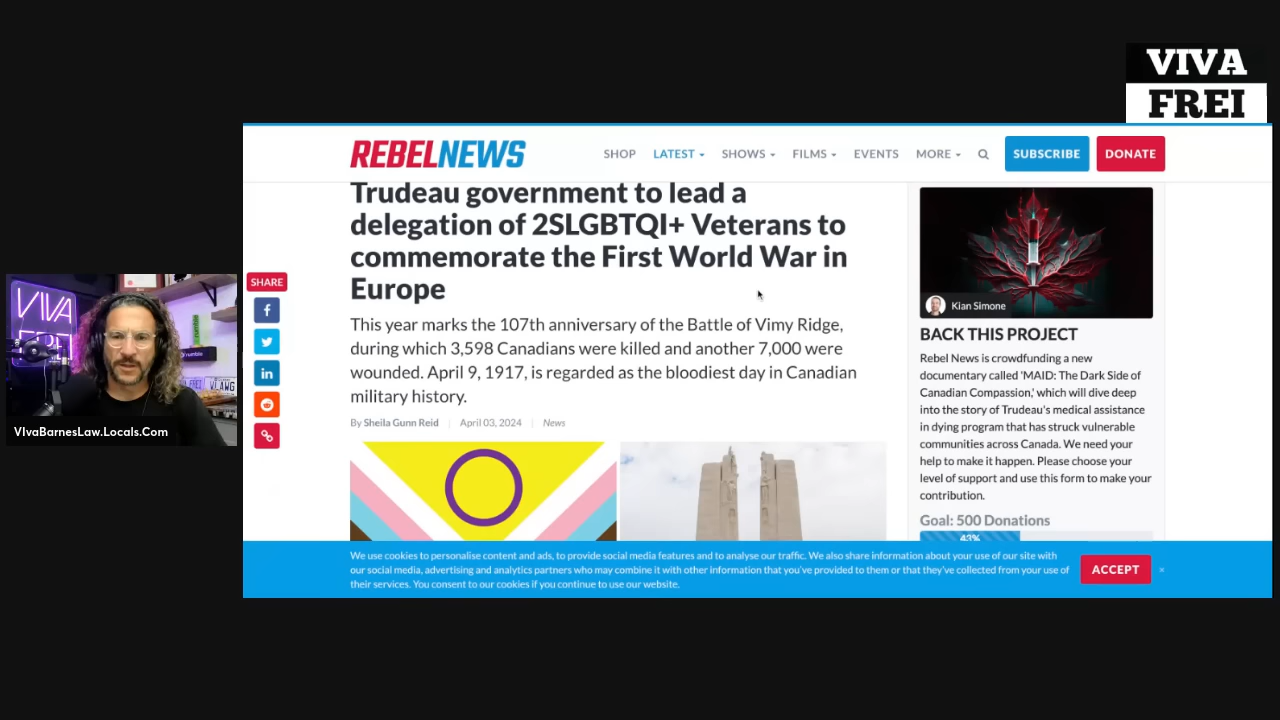 VIVA
FREI
REBELNEWS
SHOP
LATEST
SHOWS
FILMS
EVENTS
MORE
SUBSCRIBE
DONATE
Trudeau government to lead a
delegation of 2SLGBTQI+ Veterans to
commemorate the First World War in
Europe
SHARE
This year marks the 107th anniversary of the Battle of Vimy Ridge,
during which 3,598 Canadians were killed and another 7,000 were
wounded. April 9, 1917, is regarded as the bloodiest day in Canadian
military history.
By Sheila Gunn Reid | April 03, 2024 | News
Kian Simone
BACK THIS PROJECT
Rebel News is crowdfunding a new
documentary called 'MAID: The Dark Side of
Canadian Compassion,' which will dive deep
into the story of Trudeau's medical assistance
in dying program that has struck vulnerable
communities across Canada. We need your
help to make it happen. Please choose your
level of support and use this form to make your
contribution.
Goal: 500 Donations
43%
We use cookies to personalise content and ads, to provide social media features and to analyse our traffic. We also share information about your use of our site with
our social media, advertising and analytics partners who may combine it with other information that you've provided to them or that they've collected from your use of
their services. You consent to our cookies if you continue to use our website.
ACCEPT
×
VIVA
rumble
VLAWG
VIvaBarnesLaw.Locals.Com